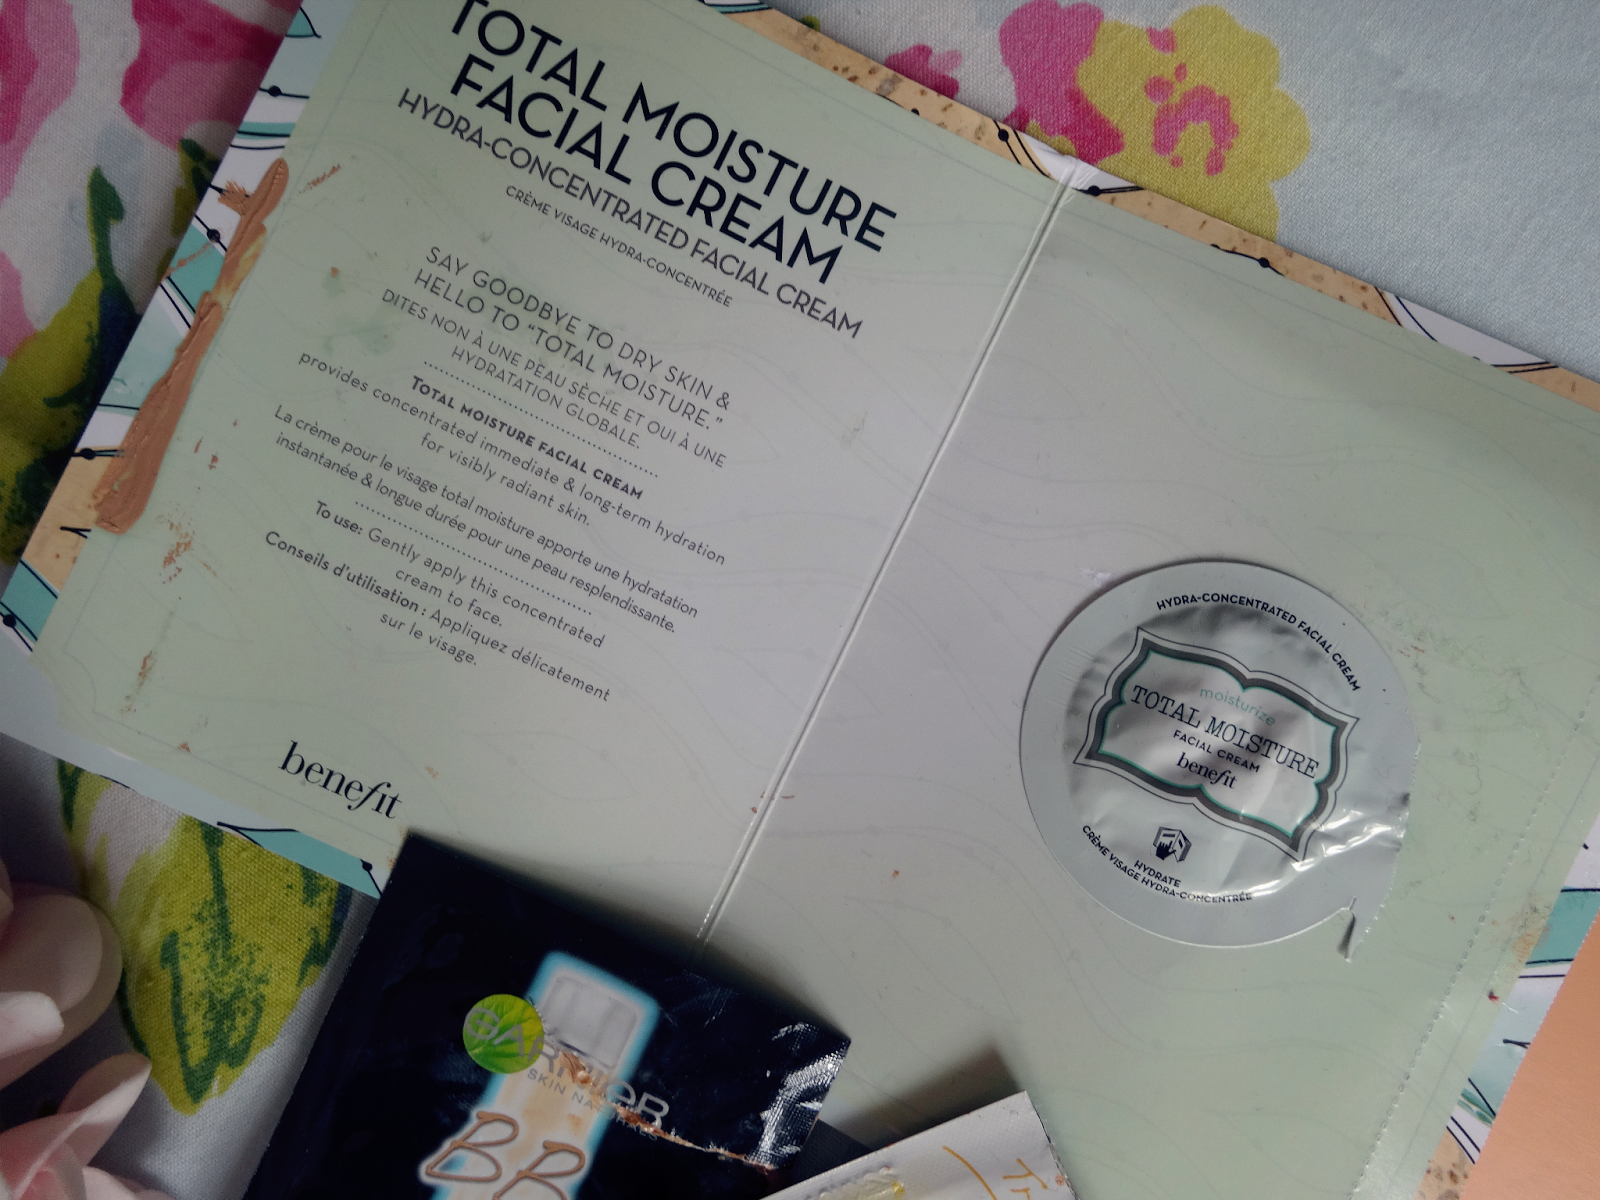 TOTAL MOISTURE
FACIAL CREAM
HYDRA-CONCENTRATED FACIAL CREAM
CRÈME VISAGE HYDRA-CONCENTRÉE
SAY GOODBYE TO DRY SKIN &
HELLO TO “TOTAL MOISTURE.”
DITES NON À UNE PEAU SÈCHE ET OUI À UNE
HYDRATATION GLOBALE.
TOTAL MOISTURE FACIAL CREAM
provides concentrated immediate & long-term hydration
for visibly radiant skin.
La crème pour le visage total moisture apporte une hydratation
instantanée & longue durée pour une peau resplendissante.
To use: Gently apply this concentrated
cream to face.
Conseils d'utilisation : Appliquez délicatement
sur le visage.
benefit
HYDRA-CONCENTRATED FACIAL CREAM
moisturize
TOTAL MOISTURE
FACIAL CREAM
benefit
HYDRATE
CRÈME VISAGE HYDRA-CONCENTRÉE
GARNIER
SKIN NATURALS
BB